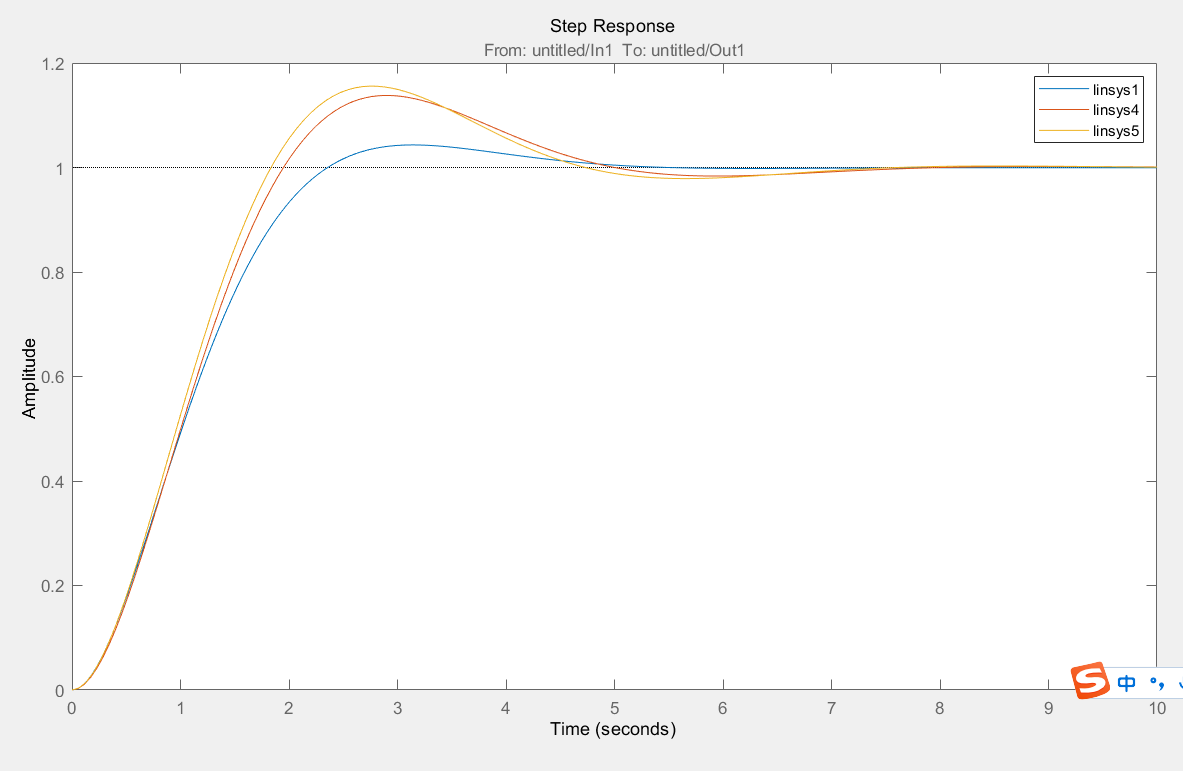 Step Response
From: untitled/In1  To: untitled/Out1
linsys1
linsys4
linsys5
1.2
1
0.8
0.6
0.4
0.2
0
Amplitude
0 1 2 3 4 5 6 7 8 9 10
Time (seconds)
S 中 °,